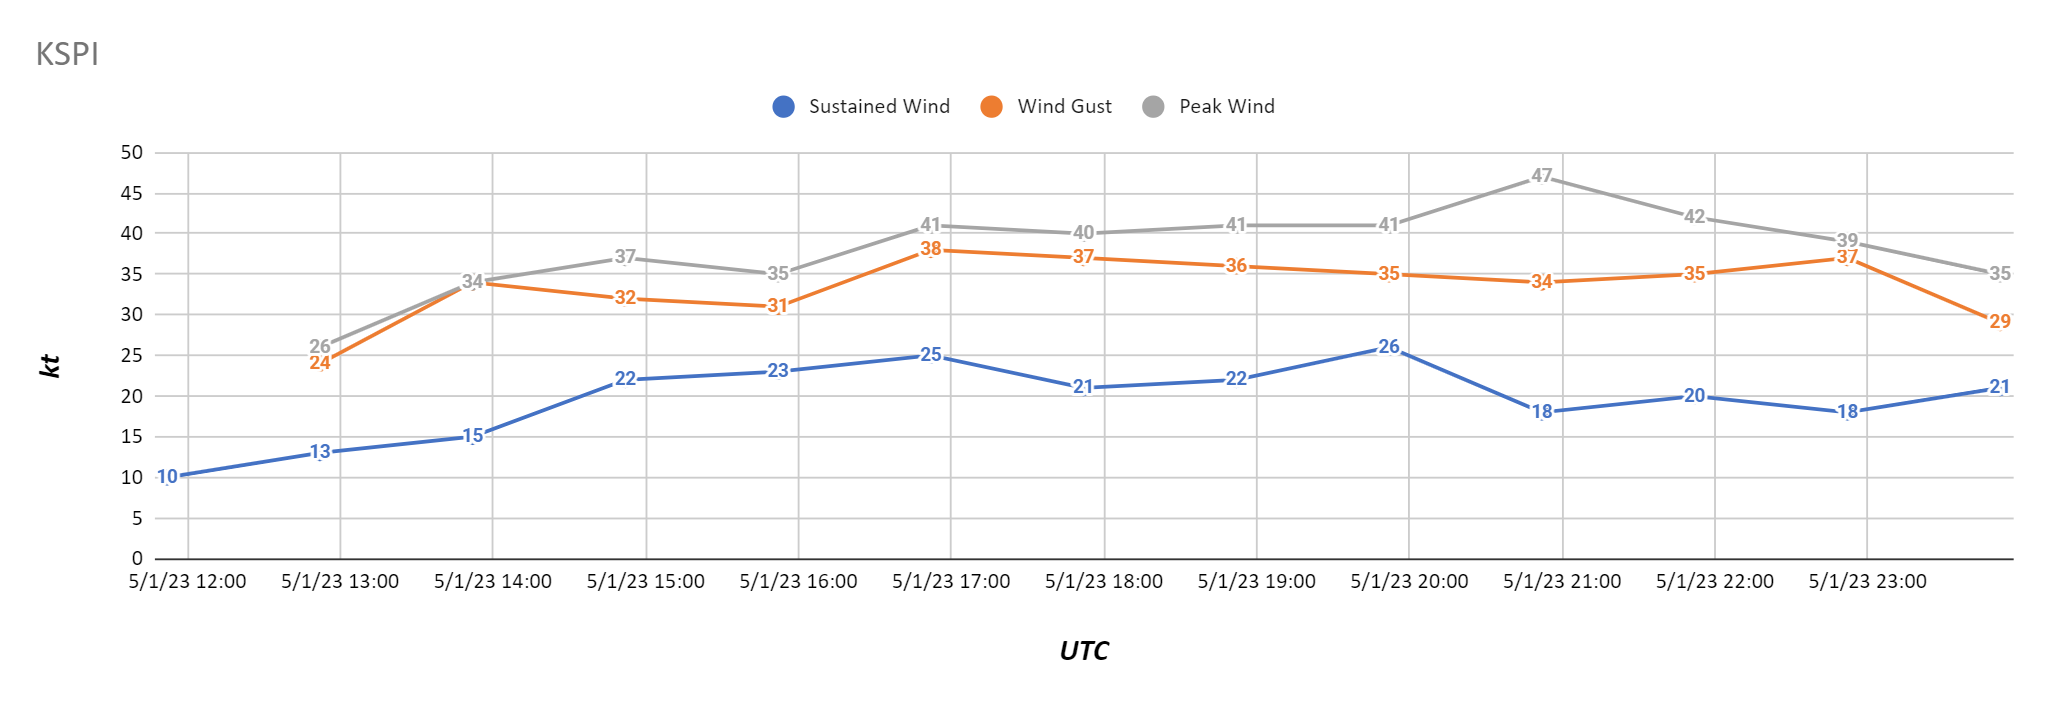 KSPI
Sustained Wind Wind Gust Peak Wind
50
47
45
42
41 40 41 41
40
39
38 37 36 35 34 35 37
37 35 35
35
34 32 31
30
29
26
24
25
25 26
22 23 21 22 21
20
20
18 18
15
15
13
10
10
5
0
kt
5/1/23 12:00 5/1/23 13:00 5/1/23 14:00 5/1/23 15:00 5/1/23 16:00 5/1/23 17:00 5/1/23 18:00 5/1/23 19:00 5/1/23 20:00 5/1/23 21:00 5/1/23 22:00 5/1/23 23:00
UTC